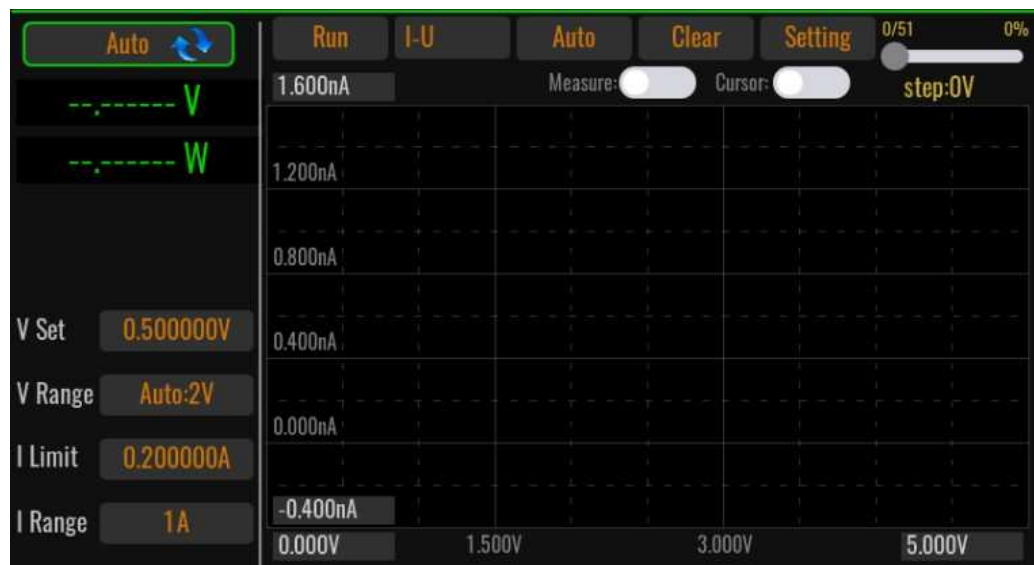 Auto
--.------ V
--.------ W
V Set 0.500000V
V Range Auto:2V
I Limit 0.200000A
I Range 1A
Run I-U Auto Clear Setting 0/51 0%
1.600nA Measure: Cursor: step:0V
1.200nA
0.800nA
0.400nA
0.000nA
-0.400nA
0.000V 1.500V 3.000V 5.000V